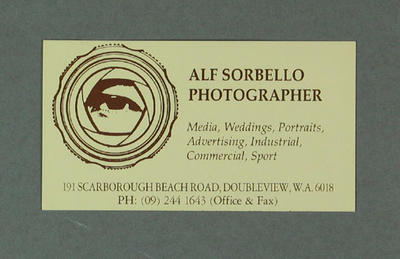 ALF SORBELLO
PHOTOGRAPHER
Media, Weddings, Portraits,
Advertising, Industrial,
Commercial, Sport
191 SCARBOROUGH BEACH ROAD, DOUBLEVIEW, W.A. 6018
PH: (09) 244 1643 (Office & Fax)